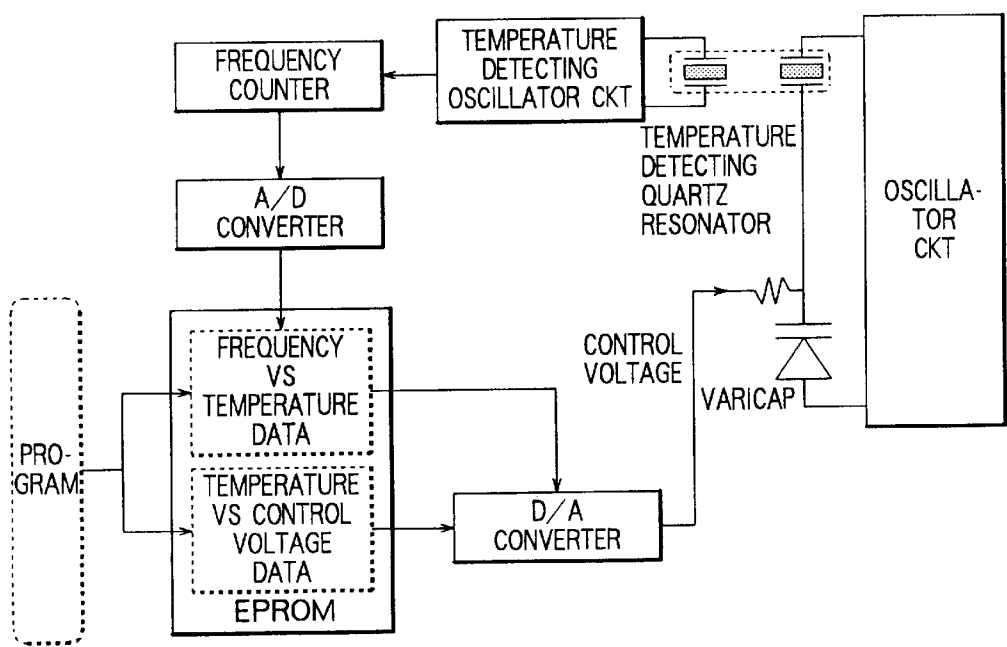 FREQUENCY
COUNTER
TEMPERATURE
DETECTING
OSCILLATOR CKT
TEMPERATURE
DETECTING
QUARTZ
RESONATOR
OSCILLA-
TOR
CKT
A/D
CONVERTER
FREQUENCY
VS
TEMPERATURE
DATA
CONTROL
VOLTAGE
VARICAP
PRO-
GRAM
TEMPERATURE
VS CONTROL
VOLTAGE
DATA
EPROM
D/A
CONVERTER